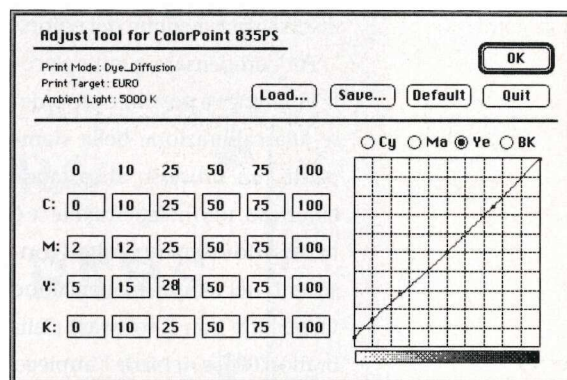 Adjust Tool for ColorPoint 835PS
OK
Print Mode: Dye_Diffusion
Print Target: EURO
Ambient Light: 5000 K
Load... Save... Default Quit
Cy Ma Ye BK
0 10 25 50 75 100
C: 0 10 25 50 75 100
M: 2 12 25 50 75 100
Y: 5 15 28 50 75 100
K: 0 10 25 50 75 100